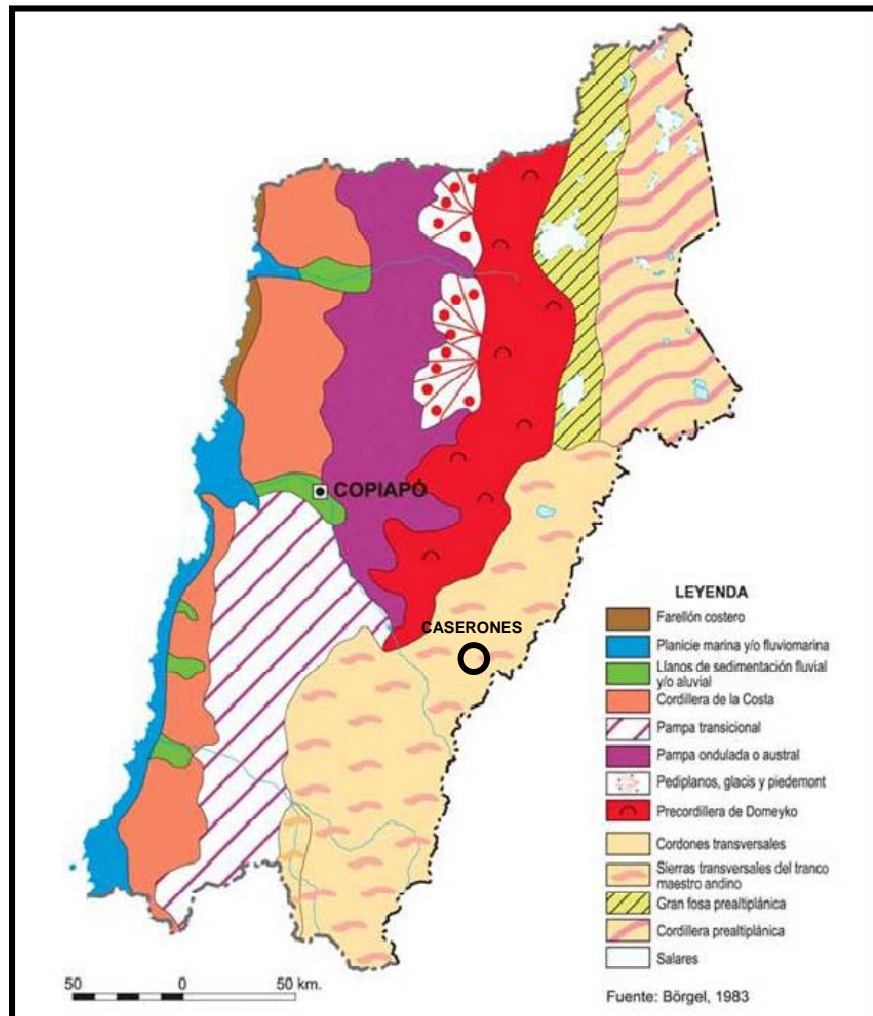 COPIAPÓ
CASERONES
LEYENDA
Farellón costero
Planicie marina y/o fluviomarina
Llanos de sedimentación fluvial
y/o aluvial
Cordillera de la Costa
Pampa transicional
Pampa ondulada o austral
Pediplanos, glacis y piedemont
Precordillera de Domeyko
Cordones transversales
Sierras transversales del tranco
maestro andino
Gran fosa prealtiplánica
Cordillera prealtiplánica
Salares
50 0 50 km.
Fuente: Börgel, 1983